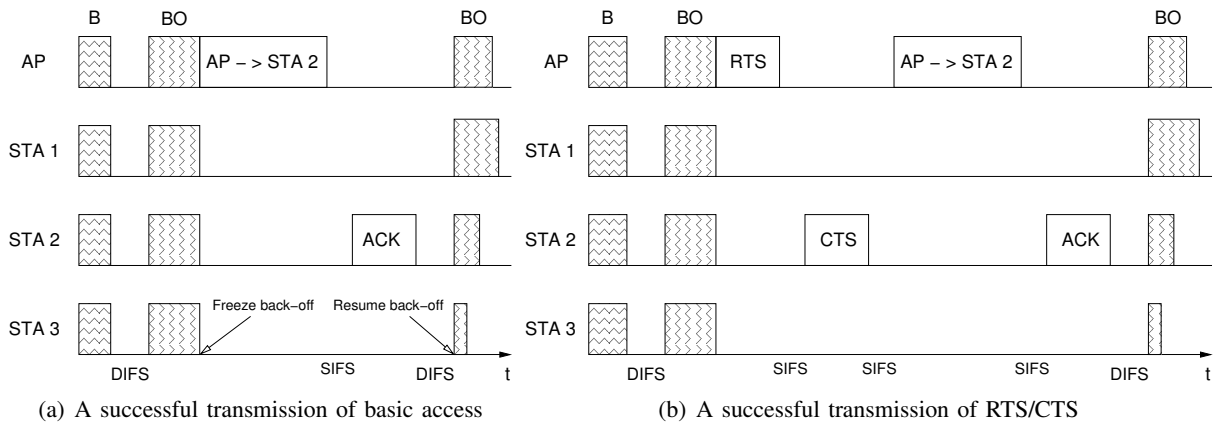 B BO BO
AP AP – > STA 2
STA 1
STA 2 ACK
Freeze back–off Resume back–off
STA 3
DIFS SIFS DIFS t
(a) A successful transmission of basic access
B BO BO
AP RTS AP – > STA 2
STA 1
STA 2 CTS ACK
STA 3
DIFS SIFS SIFS SIFS DIFS t
(b) A successful transmission of RTS/CTS